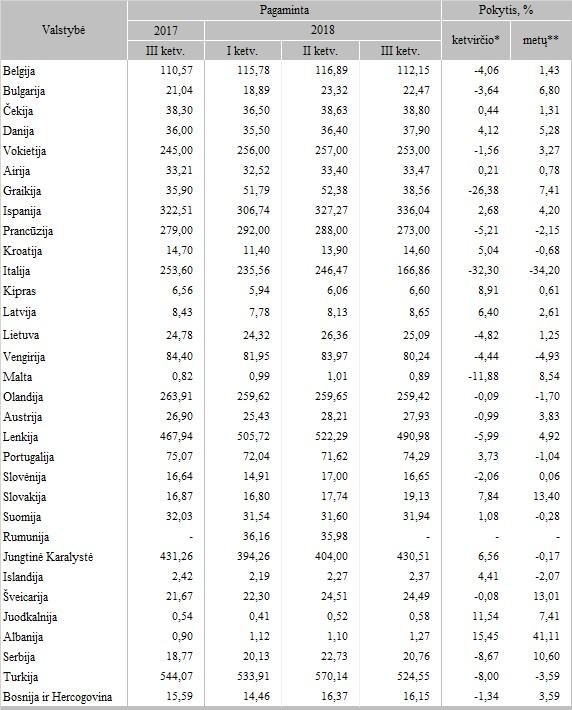 Valstybė Pagaminta Pokytis, %
2017 2018 ketvirčio* metų**
III ketv. I ketv. II ketv. III ketv.
Belgija 110,57 115,78 116,89 112,15 -4,06 1,43
Bulgarija 21,04 18,89 23,32 22,47 -3,64 6,80
Čekija 38,30 36,50 38,63 38,80 0,44 1,31
Danija 36,00 35,50 36,40 37,90 4,12 5,28
Vokietija 245,00 256,00 257,00 253,00 -1,56 3,27
Airija 33,21 32,52 33,40 33,47 0,21 0,78
Graikija 35,90 51,79 52,38 38,56 -26,38 7,41
Ispanija 322,51 306,74 327,27 336,04 2,68 4,20
Prancūzija 279,00 292,00 288,00 273,00 -5,21 -2,15
Kroatija 14,70 11,40 13,90 14,60 5,04 -0,68
Italija 253,60 235,56 246,47 166,86 -32,30 -34,20
Kipras 6,56 5,94 6,06 6,60 8,91 0,61
Latvija 8,43 7,78 8,13 8,65 6,40 2,61
Lietuva 24,78 24,32 26,36 25,09 -4,82 1,25
Vengirija 84,40 81,95 83,97 80,24 -4,44 -4,93
Malta 0,82 0,99 1,01 0,89 -11,88 8,54
Olandija 263,91 259,62 259,65 259,42 -0,09 -1,70
Austrija 26,90 25,43 28,21 27,93 -0,99 3,83
Lenkija 467,94 505,72 522,29 490,98 -5,99 4,92
Portugalija 75,07 72,04 71,62 74,29 3,73 -1,04
Slovėnija 16,64 14,91 17,00 16,65 -2,06 0,06
Slovakija 16,87 16,80 17,74 19,13 7,84 13,40
Suomija 32,03 31,54 31,60 31,94 1,08 -0,28
Rumunija - 36,16 35,98 - - -
Jungtinė Karalystė 431,26 394,26 404,00 430,51 6,56 -0,17
Islandija 2,42 2,19 2,27 2,37 4,41 -2,07
Šveicarija 21,67 22,30 24,51 24,49 -0,08 13,01
Juodkalnija 0,54 0,41 0,52 0,58 11,54 7,41
Albanija 0,90 1,12 1,10 1,27 15,45 41,11
Serbija 18,77 20,13 22,73 20,76 -8,67 10,60
Turkija 544,07 533,91 570,14 524,55 -8,00 -3,59
Bosnija ir Hercogovina 15,59 14,46 16,37 16,15 -1,34 3,59